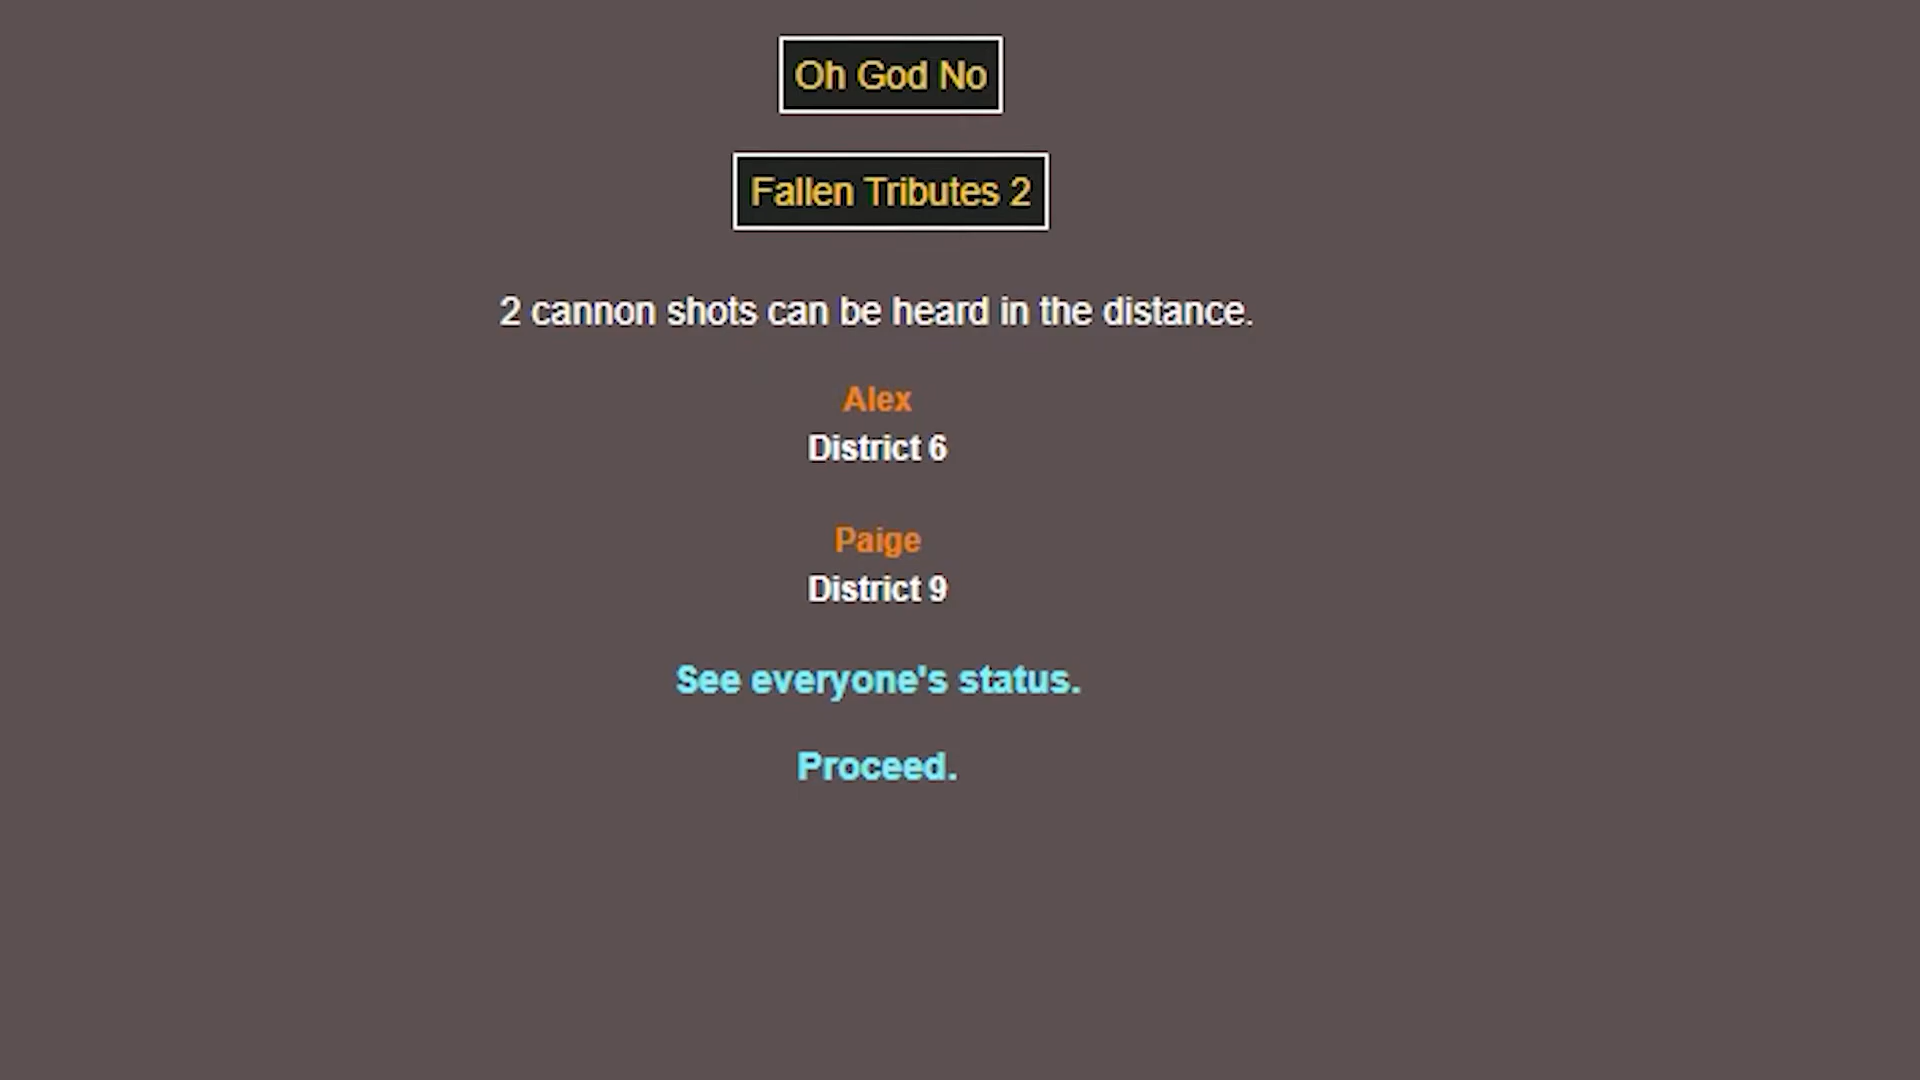 Oh God No
Fallen Tributes 2
2 cannon shots can be heard in the distance.
Alex
District 6
Paige
District 9
See everyone's status.
Proceed.